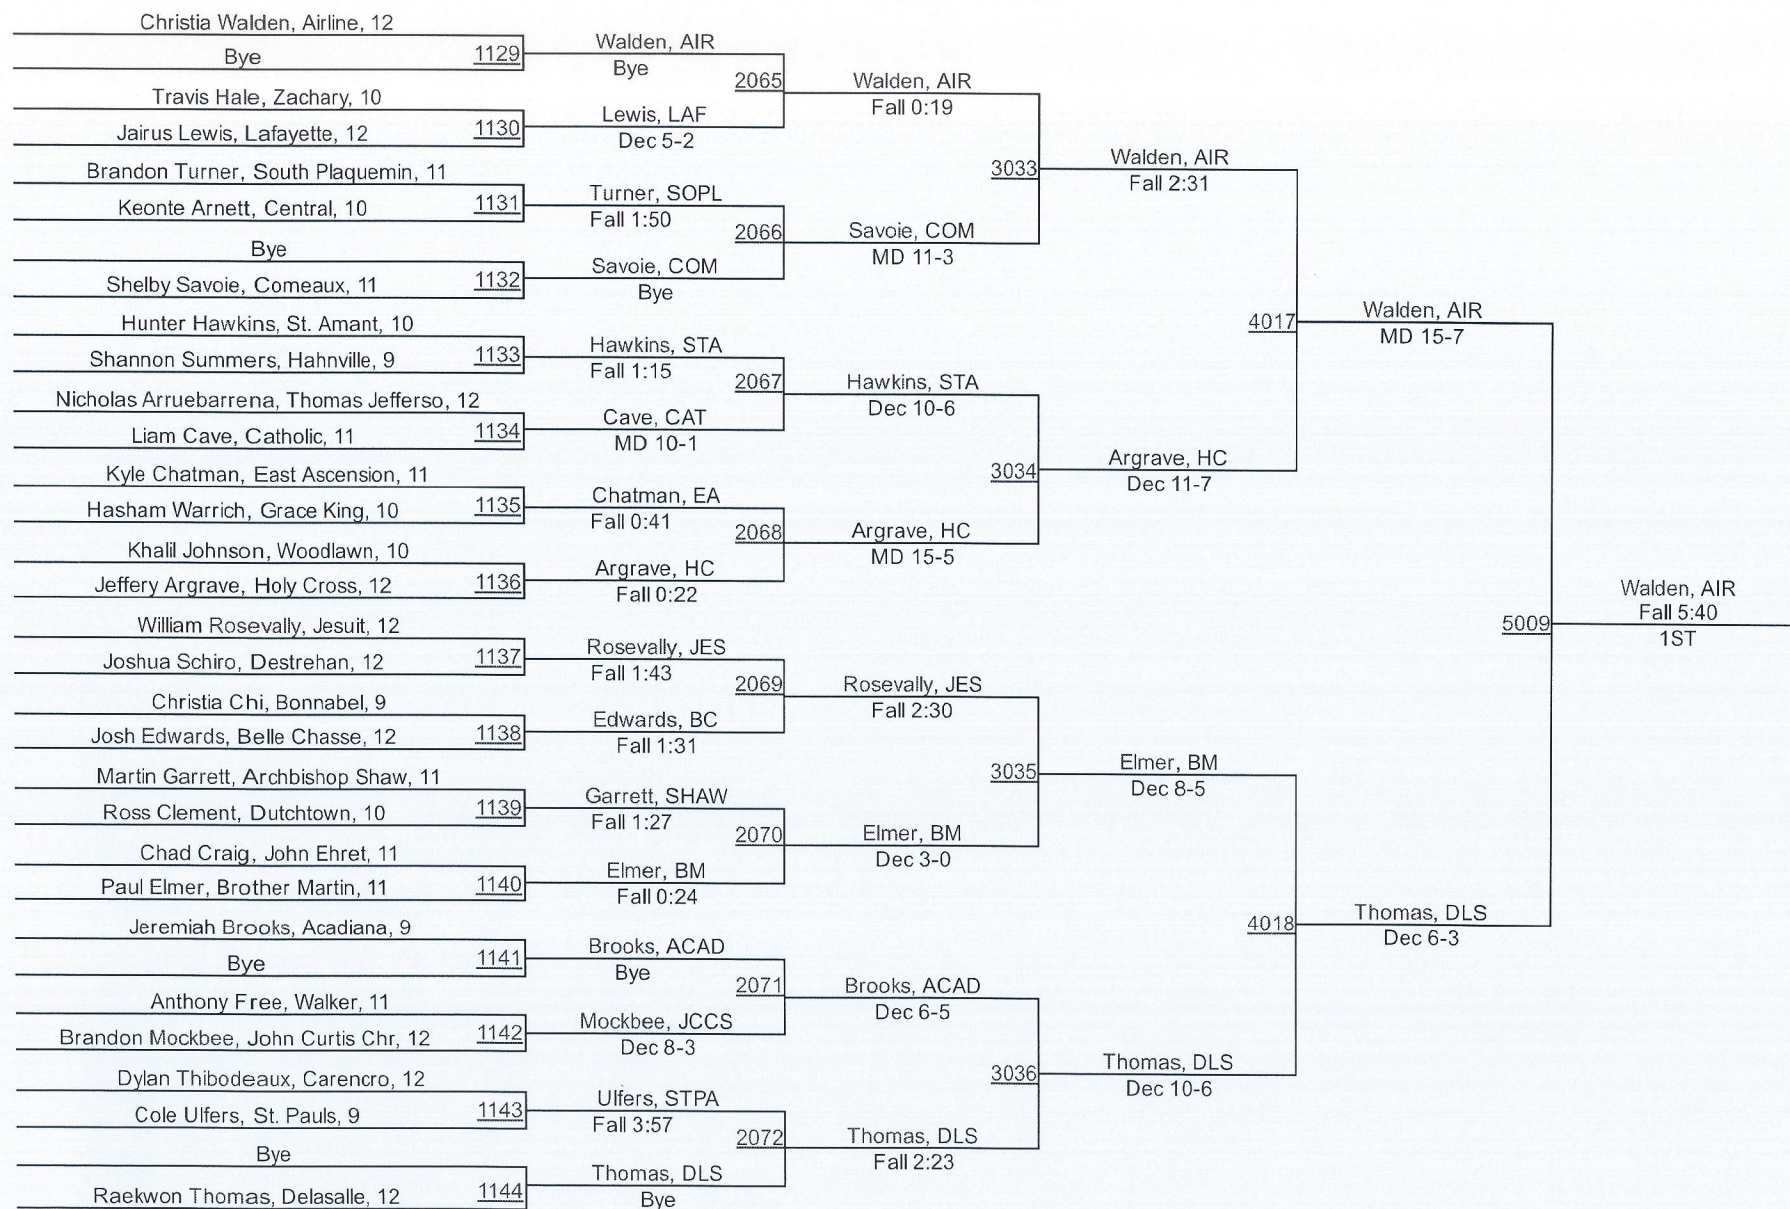 Christia Walden, Airline, 12
Bye
1129
Travis Hale, Zachary, 10
Jairus Lewis, Lafayette, 12
1130
Brandon Turner, South Plaquemin, 11
Keonte Arnett, Central, 10
1131
Bye
Shelby Savoie, Comeaux, 11
1132
Hunter Hawkins, St. Amant, 10
Shannon Summers, Hahnville, 9
1133
Nicholas Arruebarrena, Thomas Jefferso, 12
Liam Cave, Catholic, 11
1134
Kyle Chatman, East Ascension, 11
Hasham Warrich, Grace King, 10
1135
Khalil Johnson, Woodlawn, 10
Jeffery Argrave, Holy Cross, 12
1136
William Rosevally, Jesuit, 12
Joshua Schiro, Destrehan, 12
1137
Christia Chi, Bonnabel, 9
Josh Edwards, Belle Chasse, 12
1138
Martin Garrett, Archbishop Shaw, 11
Ross Clement, Dutchtown, 10
1139
Chad Craig, John Ehret, 11
Paul Elmer, Brother Martin, 11
1140
Jeremiah Brooks, Acadiana, 9
Bye
1141
Anthony Free, Walker, 11
Brandon Mockbee, John Curtis Chr, 12
1142
Dylan Thibodeaux, Carencro, 12
Cole Ulfers, St. Pauls, 9
1143
Bye
Raekwon Thomas, Delasalle, 12
1144
Walden, AIR
Bye
2065
Lewis, LAF
Dec 5-2
Turner, SOPL
Fall 1:50
2066
Savoie, COM
Bye
Hawkins, STA
Fall 1:15
2067
Cave, CAT
MD 10-1
Chatman, EA
Fall 0:41
2068
Argrave, HC
Fall 0:22
Rosevally, JES
Fall 1:43
2069
Edwards, BC
Fall 1:31
Garrett, SHAW
Fall 1:27
2070
Elmer, BM
Fall 0:24
Brooks, ACAD
Bye
2071
Mockbee, JCCS
Dec 8-3
Ulfers, STPA
Fall 3:57
2072
Thomas, DLS
Bye
Walden, AIR
Fall 0:19
3033
Savoie, COM
MD 11-3
Hawkins, STA
Dec 10-6
3034
Argrave, HC
MD 15-5
Rosevally, JES
Fall 2:30
3035
Elmer, BM
Dec 3-0
Brooks, ACAD
Dec 6-5
3036
Thomas, DLS
Fall 2:23
Walden, AIR
Fall 2:31
4017
Argrave, HC
Dec 11-7
Elmer, BM
Dec 8-5
4018
Thomas, DLS
Dec 10-6
Walden, AIR
MD 15-7
5009
Thomas, DLS
Dec 6-3
Walden, AIR
Fall 5:40
1ST